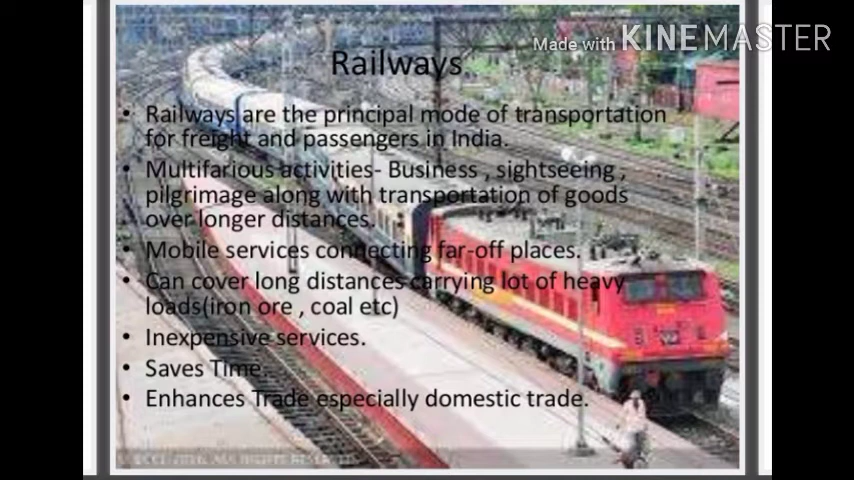 Made with KINEMASTER
Railways
• Railways are the principal mode of transportation
for freight and passengers in India.
• Multifarious activities- Business , sightseeing ,
pilgrimage along with transportation of goods
over longer distances.
• Mobile services connecting far-off places.
• Can cover long distances carrying lot of heavy
loads(iron ore , coal etc)
• Inexpensive services.
• Saves Time.
• Enhances Trade especially domestic trade.